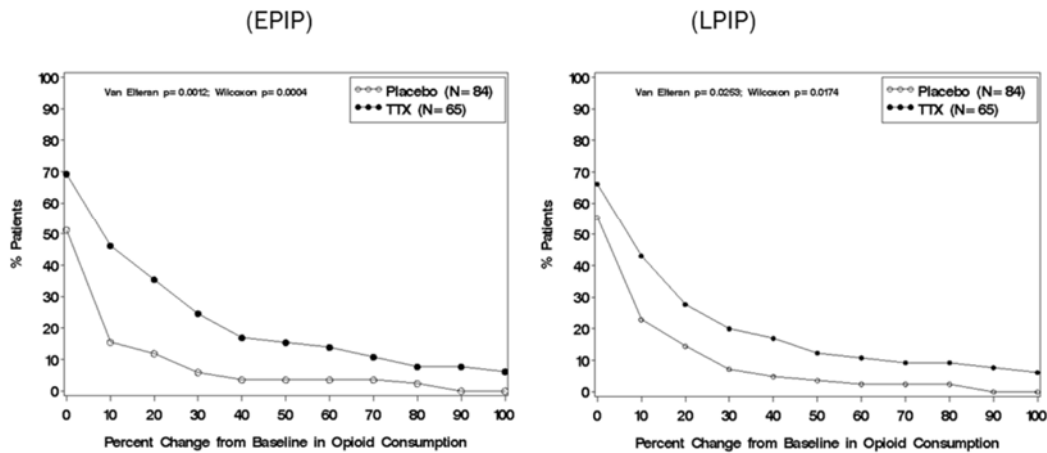 (EPIP)
(LPIP)
Van Elteran p= 0.0012; Wilcoxon p= 0.0004
Placebo (N= 84)
TTX (N= 65)
100
90
80
70
60
50
40
30
20
10
0
% Patients
0 10 20 30 40 50 60 70 80 90 100
Percent Change from Baseline in Opioid Consumption
Van Elteran p= 0.0253; Wilcoxon p= 0.0174
Placebo (N= 84)
TTX (N= 65)
100
90
80
70
60
50
40
30
20
10
0
% Patients
0 10 20 30 40 50 60 70 80 90 100
Percent Change from Baseline in Opioid Consumption